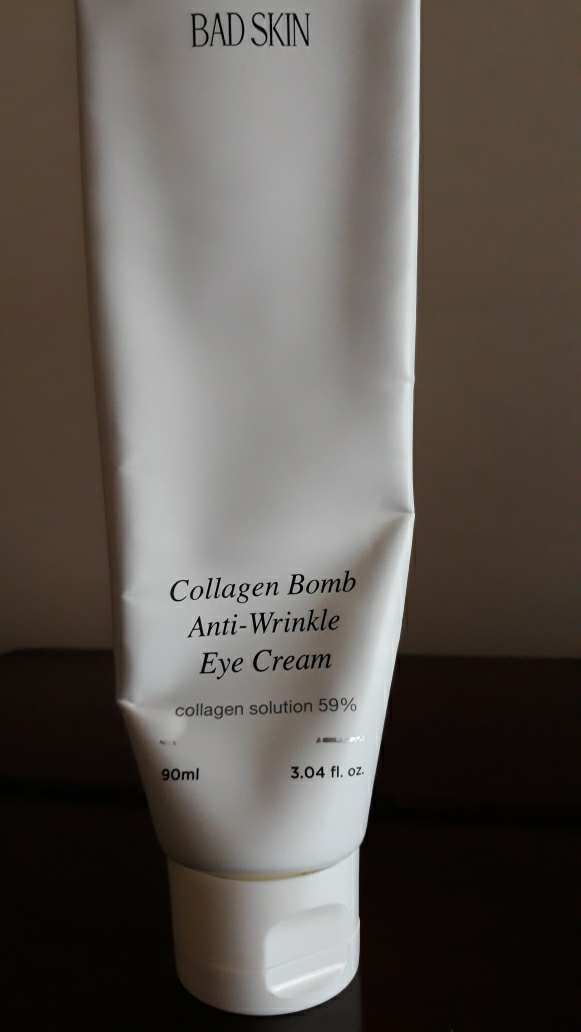 BAD SKIN
Collagen Bomb
Anti-Wrinkle
Eye Cream
collagen solution 59%
90ml 3.04 fl. oz.